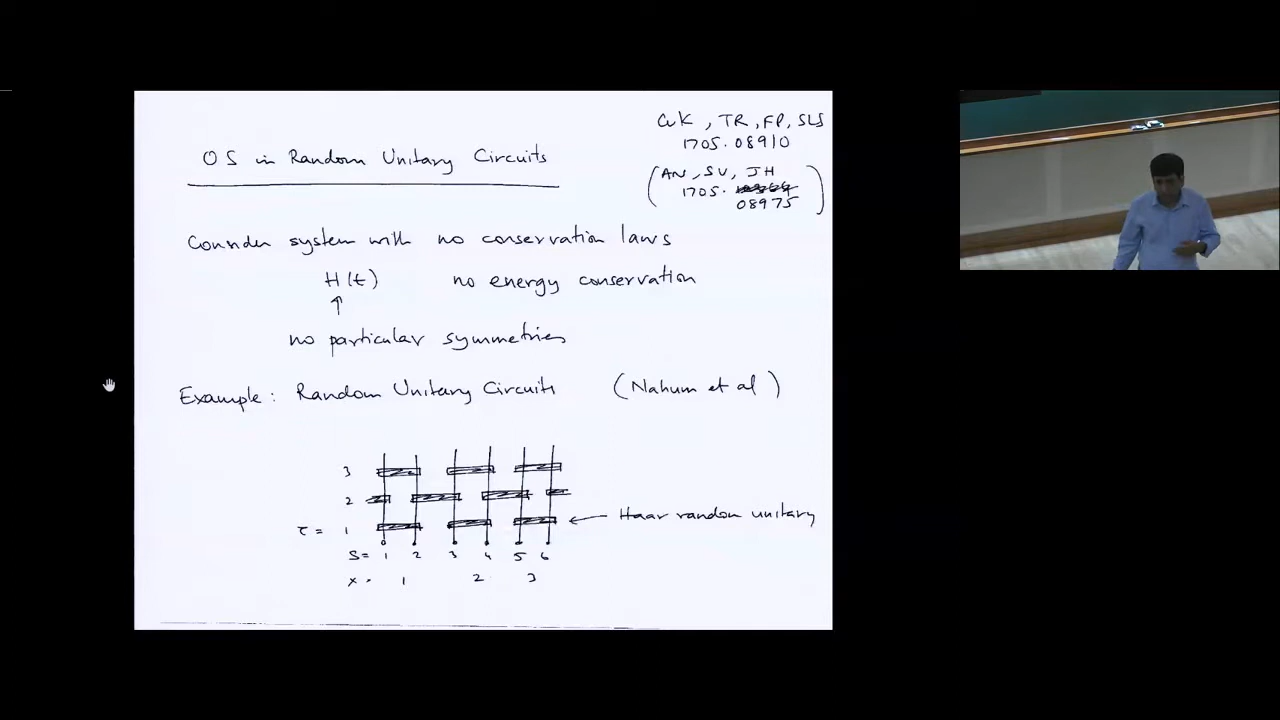 CvK, TR, FP, SLS
1705.08910
OS in Random Unitary Circuits
(AN, SV, JH
1705.
08975)
Consider system with no conservation laws
H(t) no energy conservation
↑
no particular symmetries
Example: Random Unitary Circuits (Nahum et al)
3
2
τ = 1
← Haar random unitary
S= 1 2 3 4 5 6
x = 1 2 3